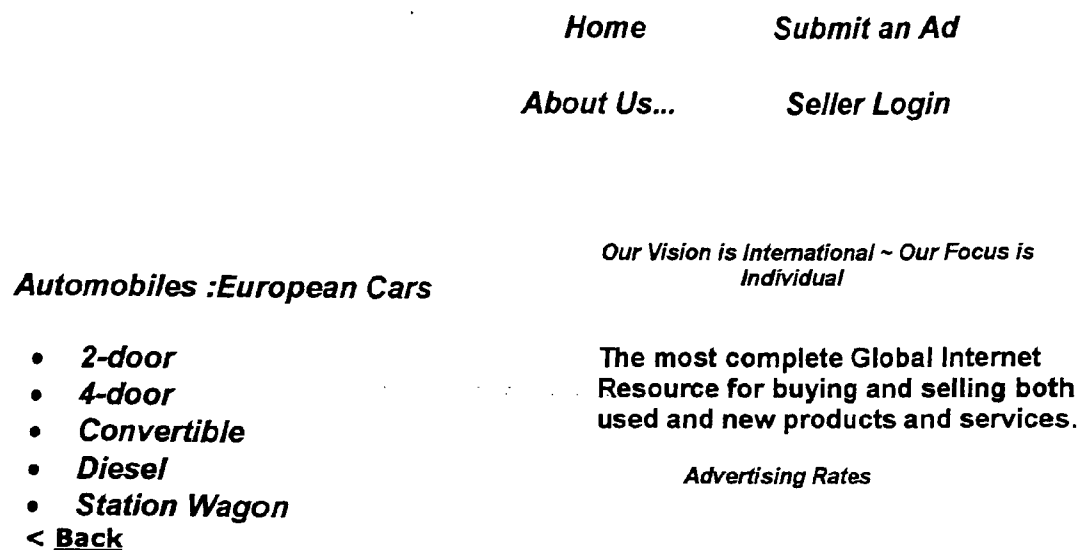 Home Submit an Ad
About Us... Seller Login
Our Vision is International ~ Our Focus is
Individual
Automobiles :European Cars
• 2-door
• 4-door
• Convertible
• Diesel
• Station Wagon
< Back
The most complete Global Internet
Resource for buying and selling both
used and new products and services.
Advertising Rates